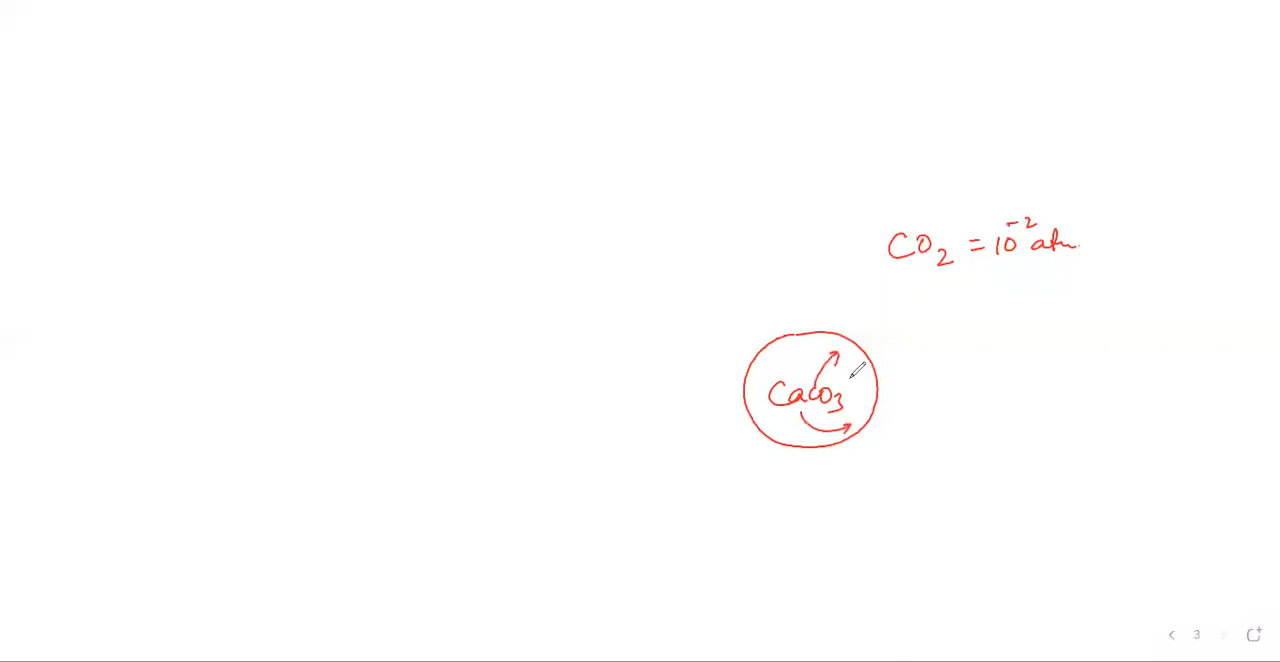 CO₂ = 10⁻² atm
CaCO₃
3